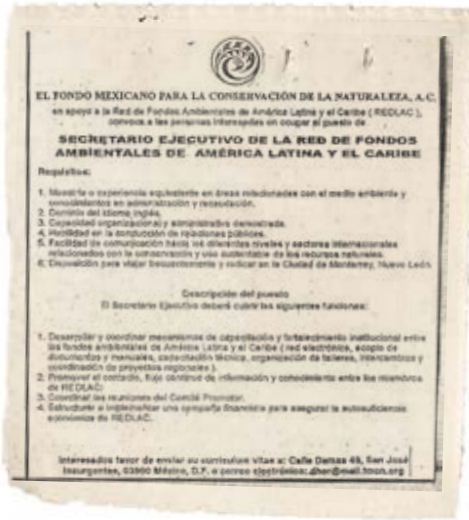 EL FONDO MEXICANO PARA LA CONSERVACIÓN DE LA NATURALEZA, A.C.
en apoyo a la Red de Fondos Ambientales de América Latina y el Caribe ( REDLAC ),
convoca a las personas interesadas en ocupar el puesto de
SECRETARIO EJECUTIVO DE LA RED DE FONDOS
AMBIENTALES DE AMÉRICA LATINA Y EL CARIBE
Requisitos:
1. Maestría o experiencia equivalente en áreas relacionadas con el medio ambiente y
conocimientos en administración y recaudación.
2. Dominio del idioma inglés.
3. Capacidad organizacional y administrativa demostrada.
4. Habilidad en la conducción de relaciones públicas.
5. Facilidad de comunicación hacia los diferentes niveles y sectores internacionales
relacionados con la conservación y uso sustentable de los recursos naturales.
6. Disposición para viajar frecuentemente y radicar en la Ciudad de Monterrey, Nuevo León.
Descripción del puesto
El Secretario Ejecutivo deberá cubrir las siguientes funciones:
1. Desarrollar y coordinar mecanismos de capacitación y fortalecimiento institucional entre
los fondos ambientales de América Latina y el Caribe ( red electrónica, acopio de
documentos y manuales, capacitación técnica, organización de talleres, intercambios y
coordinación de proyectos regionales ).
2. Promover el contacto, flujo continuo de información y conocimiento entre los miembros
de REDLAC.
3. Coordinar las reuniones del Comité Promotor.
4. Estructurar e implementar una campaña financiera para asegurar la autosuficiencia
económica de REDLAC.
Interesados favor de enviar su curriculum vitae a: Calle Damas 49, San José
Insurgentes, 03900 México, D.F. o correo electrónico: